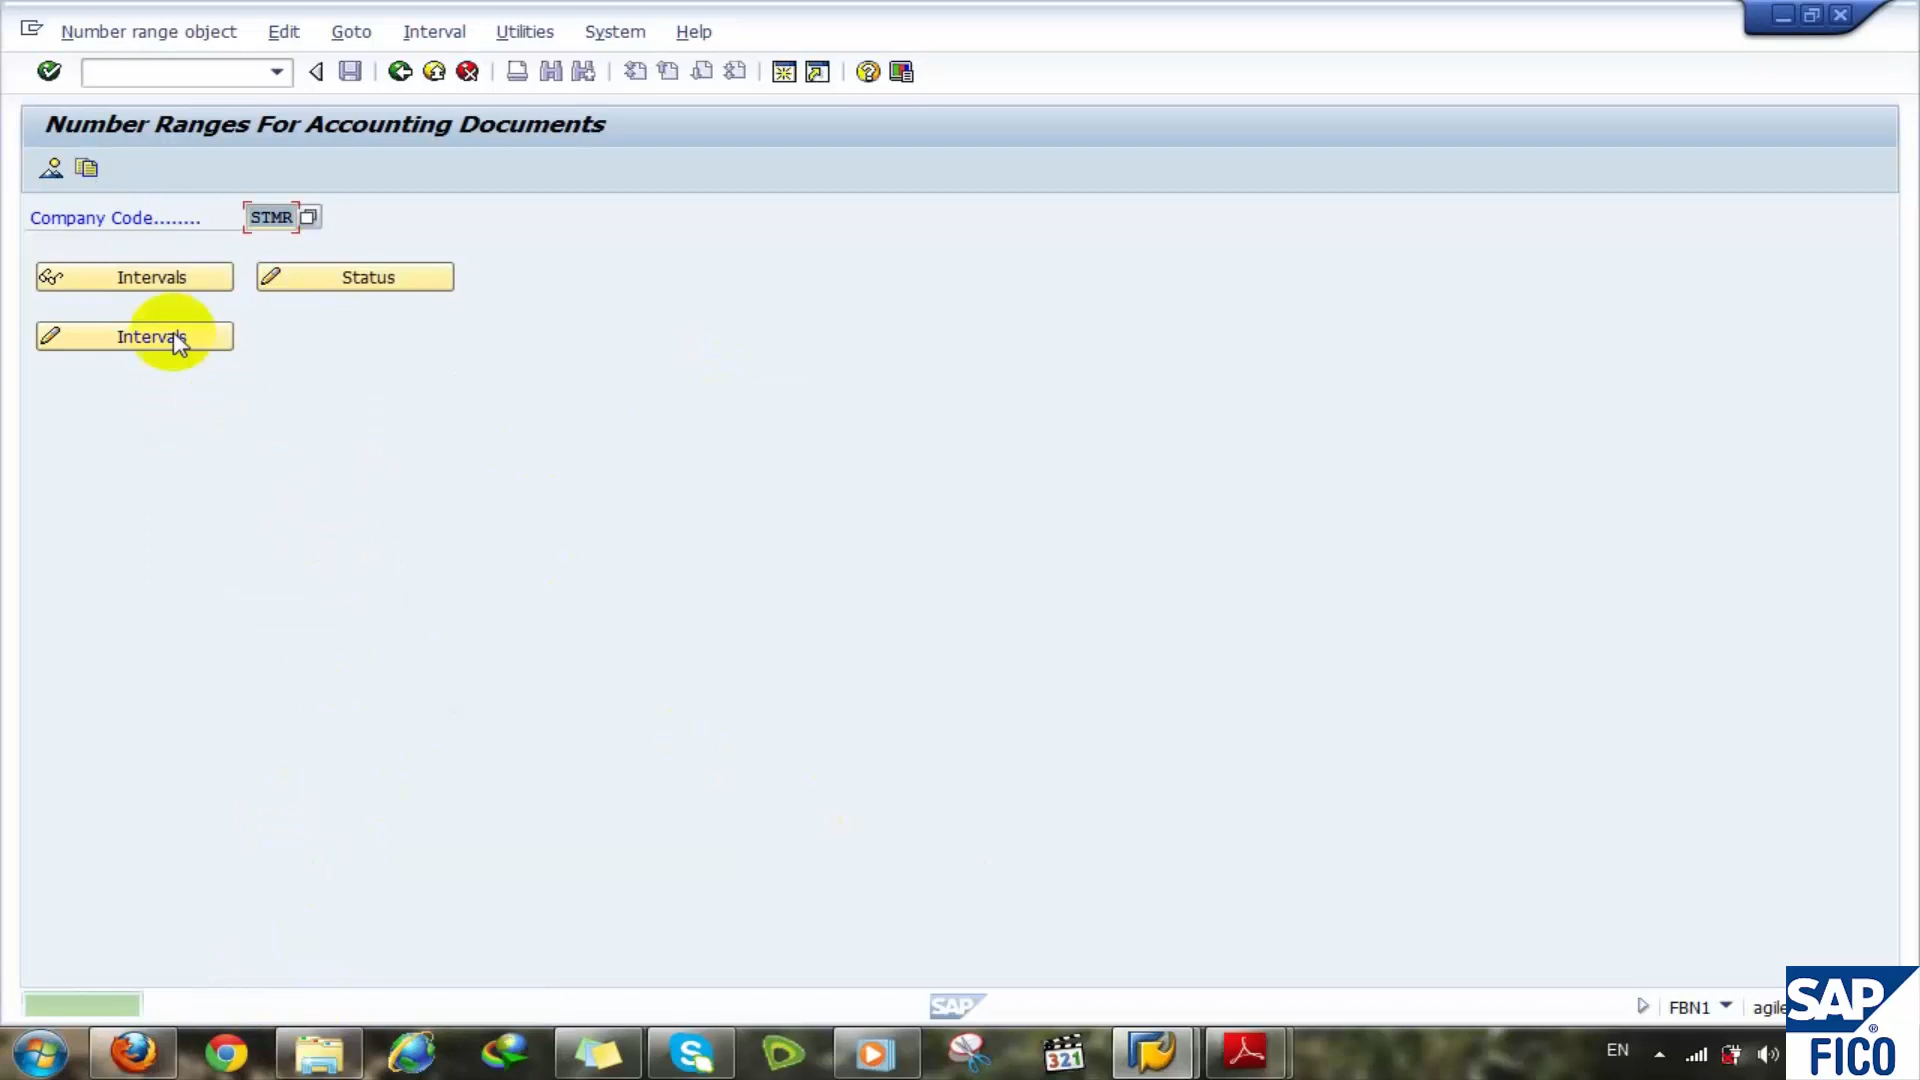 Number range object Edit Goto Interval Utilities System Help
Number Ranges For Accounting Documents
Company Code........ STMR
Intervals Status
Intervals
SAP
FBN1 agile
321
EN
SAP
®
FICO